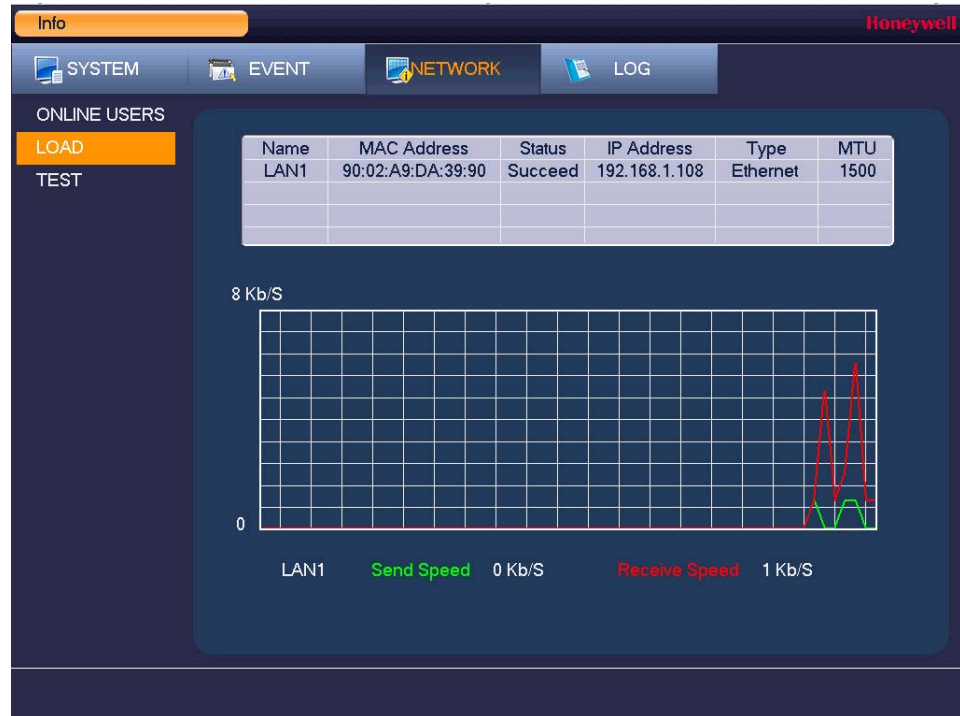 Info
Honeywell
SYSTEM
EVENT
NETWORK
LOG
ONLINE USERS
LOAD
TEST
Name MAC Address Status IP Address Type MTU
LAN1 90:02:A9:DA:39:90 Succeed 192.168.1.108 Ethernet 1500
8 Kb/S
0
LAN1 Send Speed 0 Kb/S Receive Speed 1 Kb/S